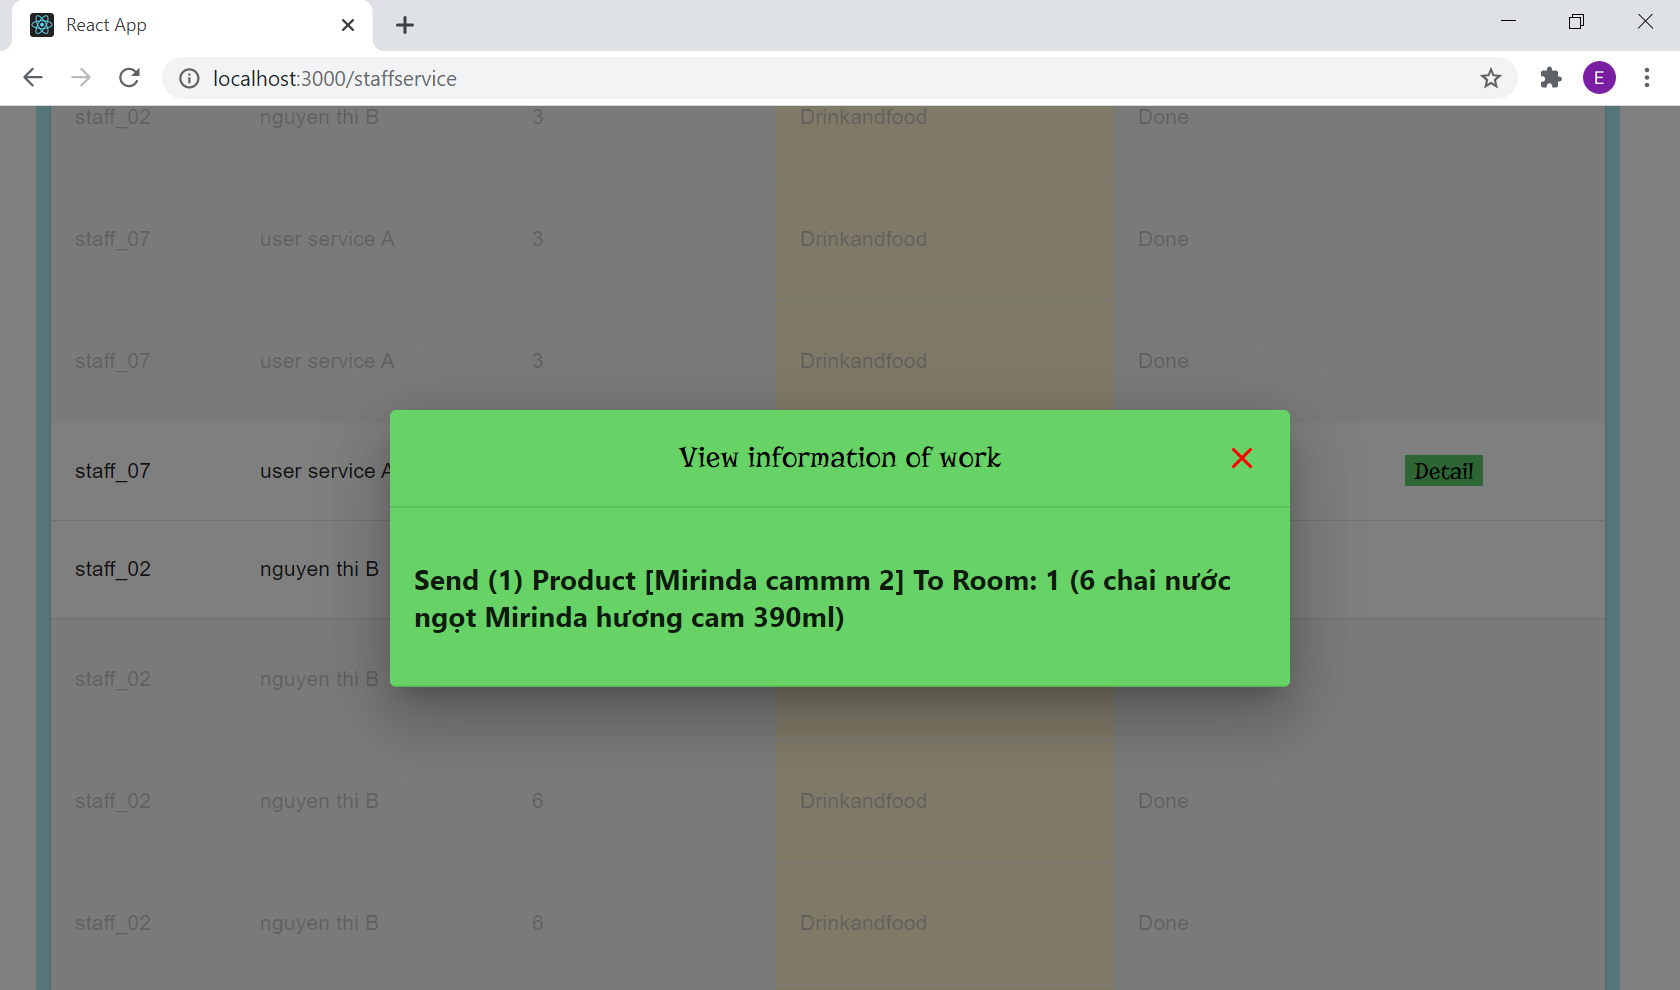 React App
localhost:3000/staffservice
E
staff_02 nguyen thi B 3 Drinkandfood Done
staff_07 user service A 3 Drinkandfood Done
staff_07 user service A 3 Drinkandfood Done
View information of work
staff_07 user service A Detail
Send (1) Product [Mirinda cammm 2] To Room: 1 (6 chai nước
ngọt Mirinda hương cam 390ml)
staff_02 nguyen thi B
staff_02 nguyen thi B
staff_02 nguyen thi B 6 Drinkandfood Done
staff_02 nguyen thi B 6 Drinkandfood Done